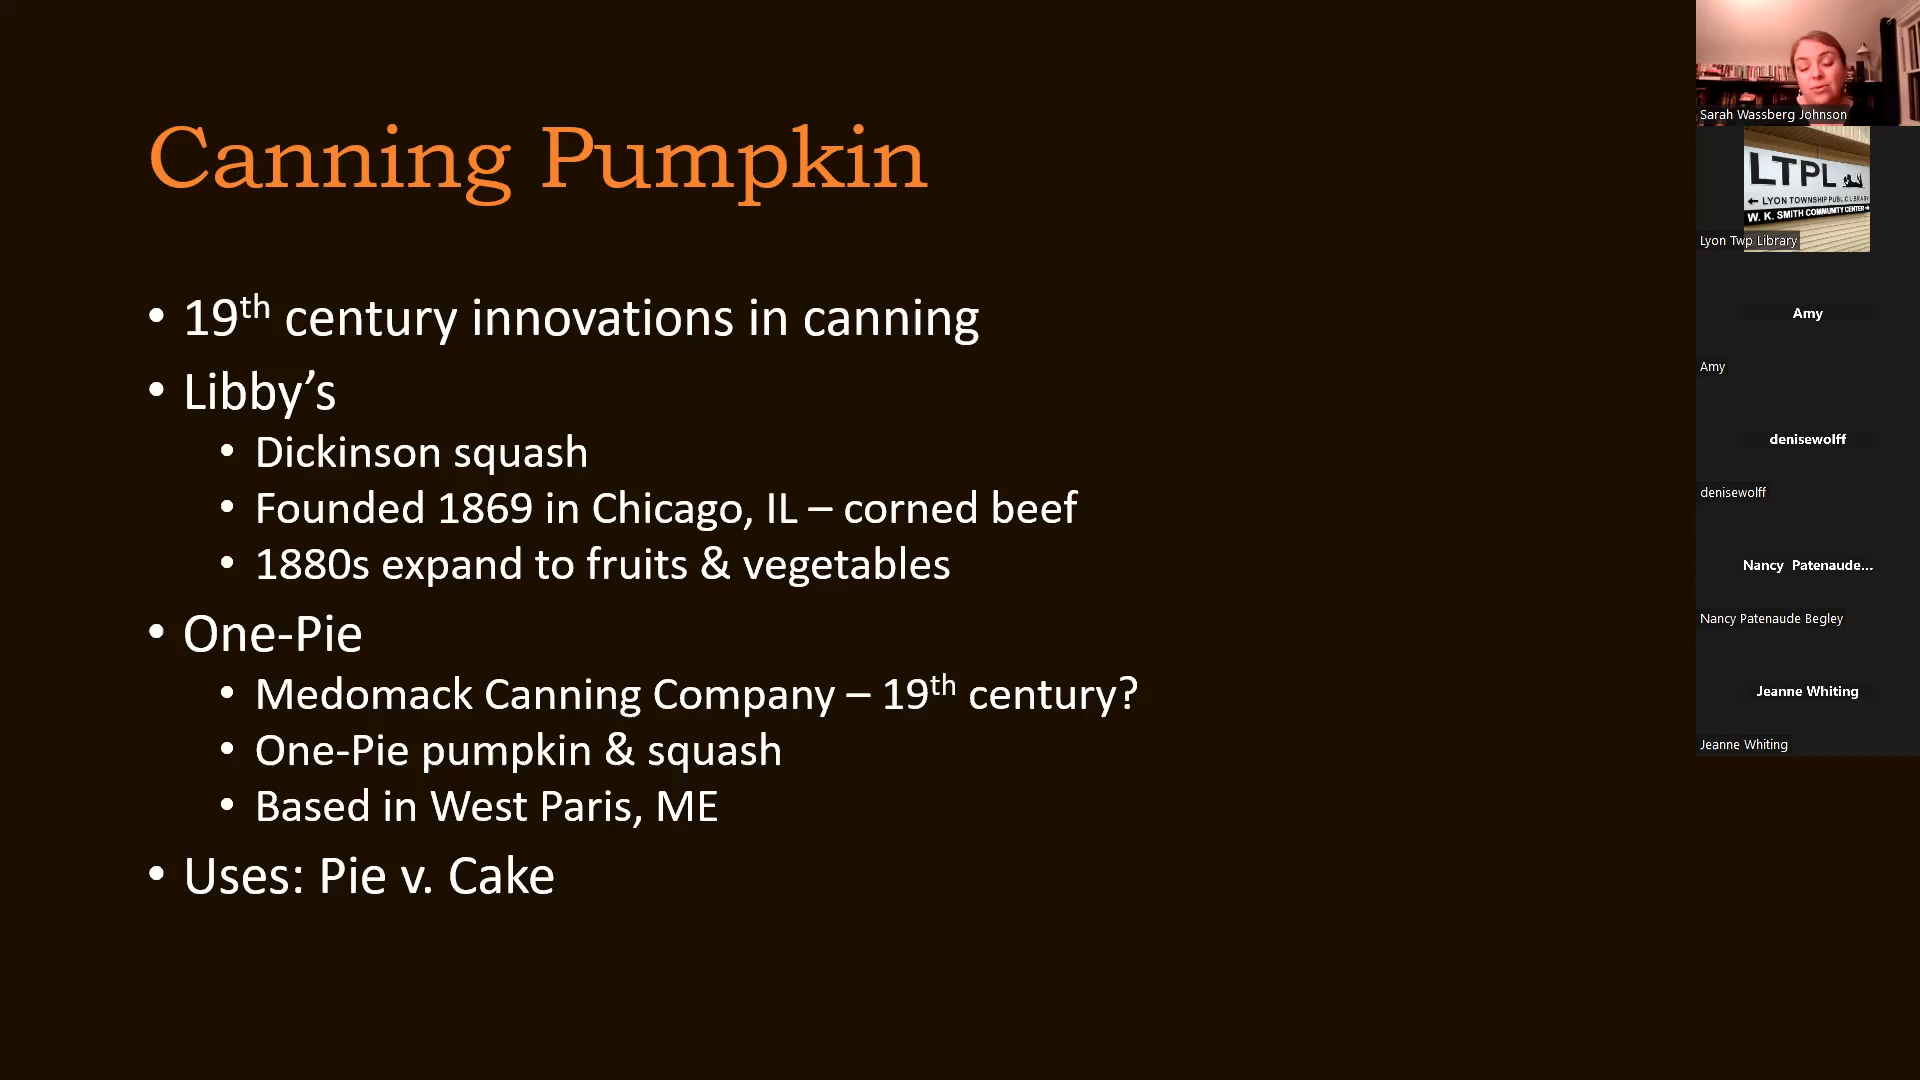 Canning Pumpkin
• 19th century innovations in canning
• Libby’s
• Dickinson squash
• Founded 1869 in Chicago, IL – corned beef
• 1880s expand to fruits & vegetables
• One-Pie
• Medomack Canning Company – 19th century?
• One-Pie pumpkin & squash
• Based in West Paris, ME
• Uses: Pie v. Cake
Sarah Wassberg Johnson
LTPL
← LYON TOWNSHIP PUBLIC LIBRARY
W. K. SMITH COMMUNITY CENTER →
Lyon Twp Library
Amy
Amy
denisewolff
denisewolff
Nancy Patenaude...
Nancy Patenaude Begley
Jeanne Whiting
Jeanne Whiting